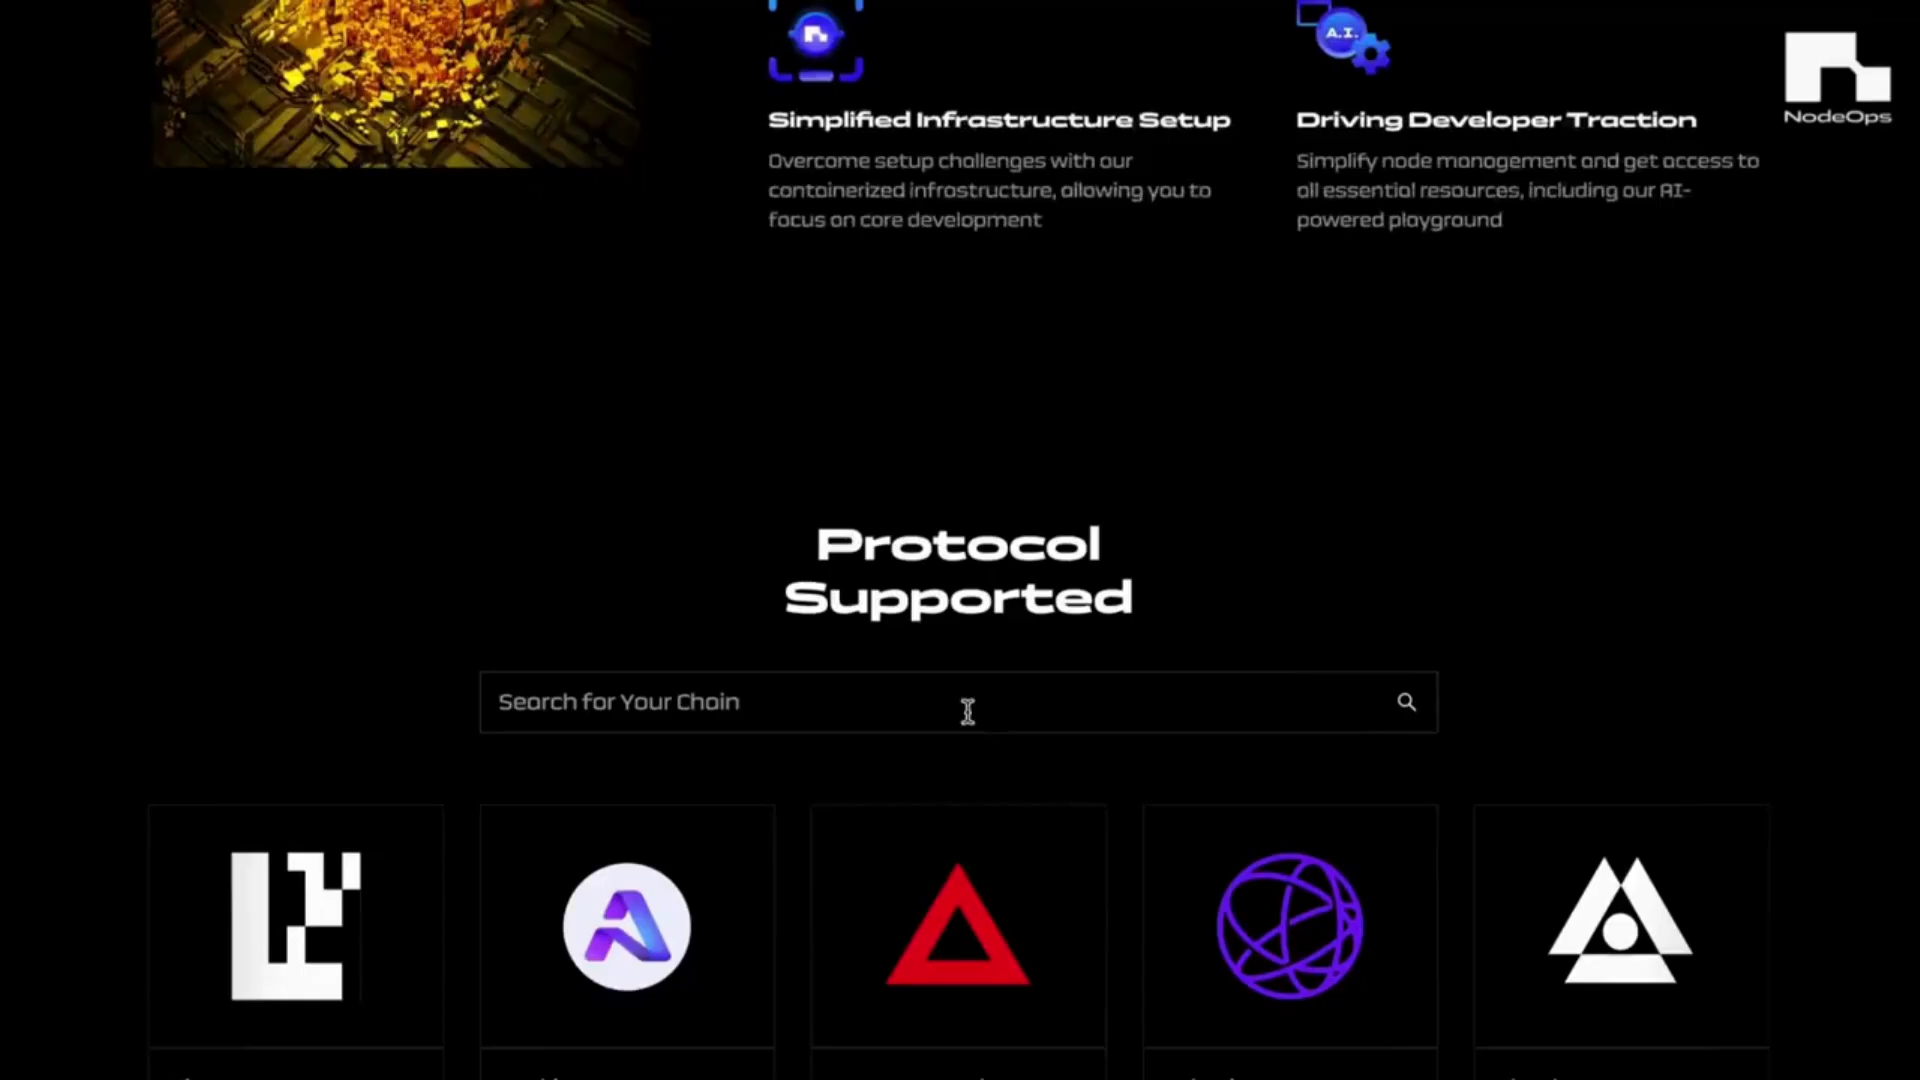 A.I.
NodeOps
Simplified Infrastructure Setup
Overcome setup challenges with our
containerized infrastructure, allowing you to
focus on core development
Driving Developer Traction
Simplify node management and get access to
all essential resources, including our AI-
powered playground
Protocol
Supported
Search for Your Chain